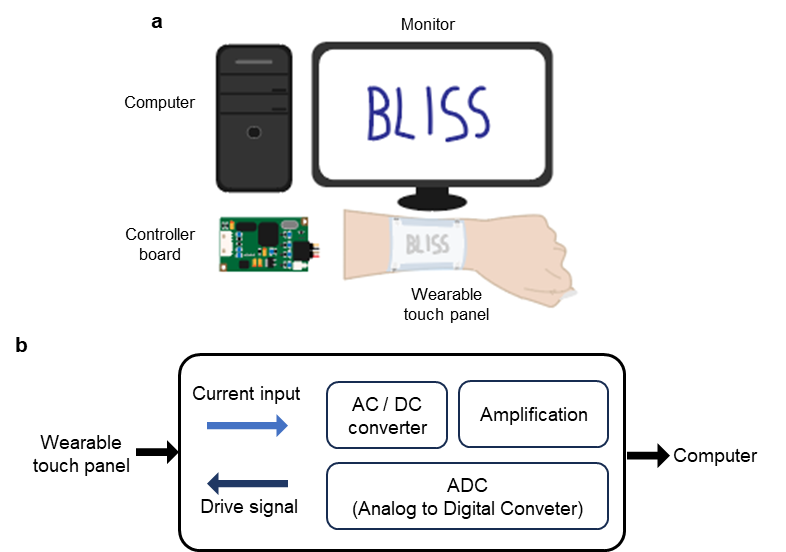 a
Monitor
Computer
BLISS
Controller
board
BLISS
Wearable
touch panel
b
Current input
AC / DC
converter
Amplification
Wearable
touch panel
Computer
Drive signal
ADC
(Analog to Digital Conveter)